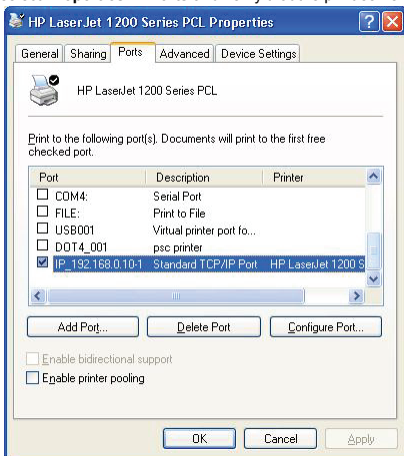 HP LaserJet 1200 Series PCL Properties
General Sharing Ports Advanced Device Settings
HP LaserJet 1200 Series PCL
Print to the following port(s). Documents will print to the first free
checked port.
Port Description Printer
COM4: Serial Port
FILE: Print to File
USB001 Virtual printer port fo...
DOT4_001 psc printer
IP_192.168.0.10-1 Standard TCP/IP Port HP LaserJet 1200 S
Add Port... Delete Port Configure Port...
Enable bidirectional support
Enable printer pooling
OK Cancel Apply